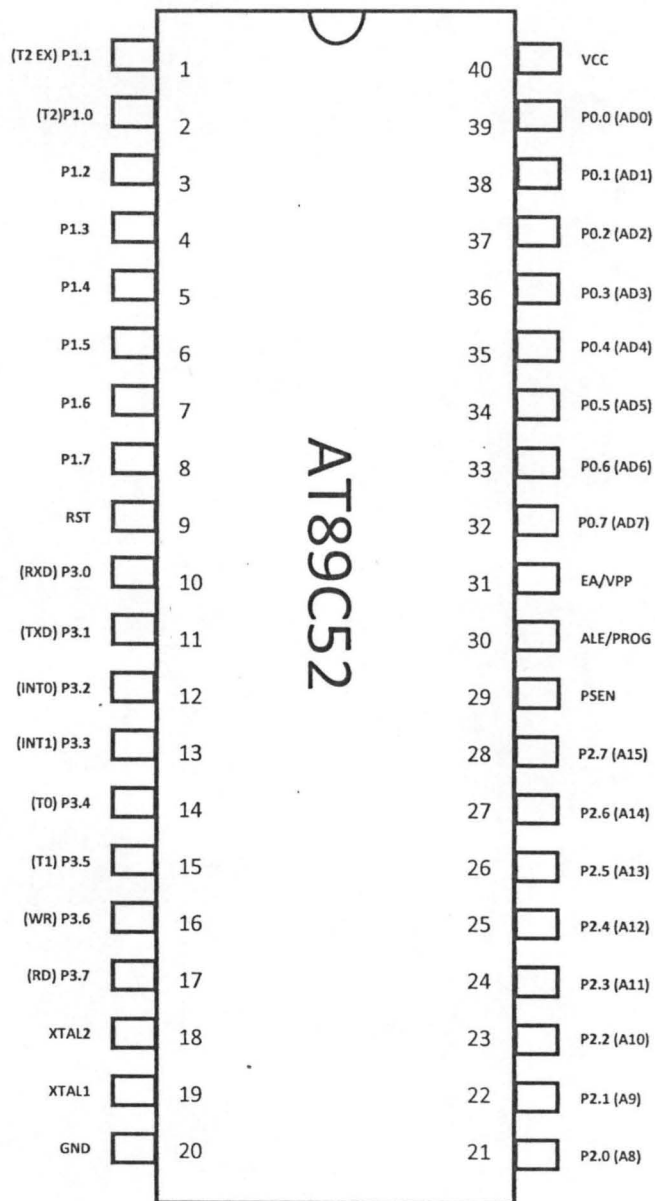 (T2 EX) P1.1 1 40 VCC
(T2)P1.0 2 39 P0.0 (AD0)
P1.2 3 38 P0.1 (AD1)
P1.3 4 37 P0.2 (AD2)
P1.4 5 36 P0.3 (AD3)
P1.5 6 35 P0.4 (AD4)
P1.6 7 34 P0.5 (AD5)
P1.7 8 33 P0.6 (AD6)
RST 9 32 P0.7 (AD7)
(RXD) P3.0 10 31 EA/VPP
(TXD) P3.1 11 30 ALE/PROG
(INT0) P3.2 12 29 PSEN
(INT1) P3.3 13 28 P2.7 (A15)
(T0) P3.4 14 27 P2.6 (A14)
(T1) P3.5 15 26 P2.5 (A13)
(WR) P3.6 16 25 P2.4 (A12)
(RD) P3.7 17 24 P2.3 (A11)
XTAL2 18 23 P2.2 (A10)
XTAL1 19 22 P2.1 (A9)
GND 20 21 P2.0 (A8)
AT89C52